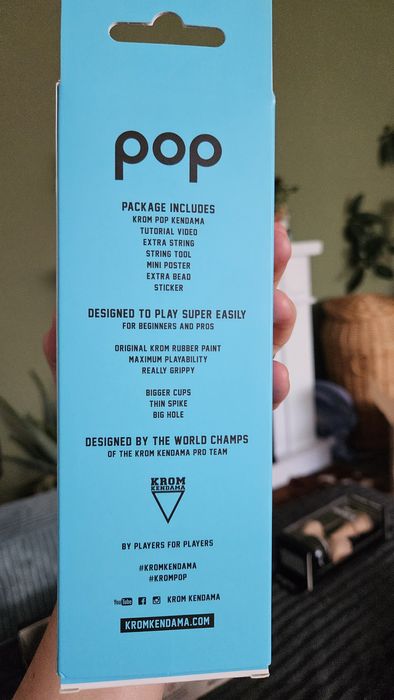 pop
PACKAGE INCLUDES
KROM POP KENDAMA
TUTORIAL VIDEO
EXTRA STRING
STRING TOOL
MINI POSTER
EXTRA BEAD
STICKER
DESIGNED TO PLAY SUPER EASILY
FOR BEGINNERS AND PROS
ORIGINAL KROM RUBBER PAINT
MAXIMUM PLAYABILITY
REALLY GRIPPY
BIGGER CUPS
THIN SPIKE
BIG HOLE
DESIGNED BY THE WORLD CHAMPS
OF THE KROM KENDAMA PRO TEAM
KROM
KENDAMA
BY PLAYERS FOR PLAYERS
#KROMKENDAMA
#KROMPOP
YouTube KROM KENDAMA
KROMKENDAMA.COM